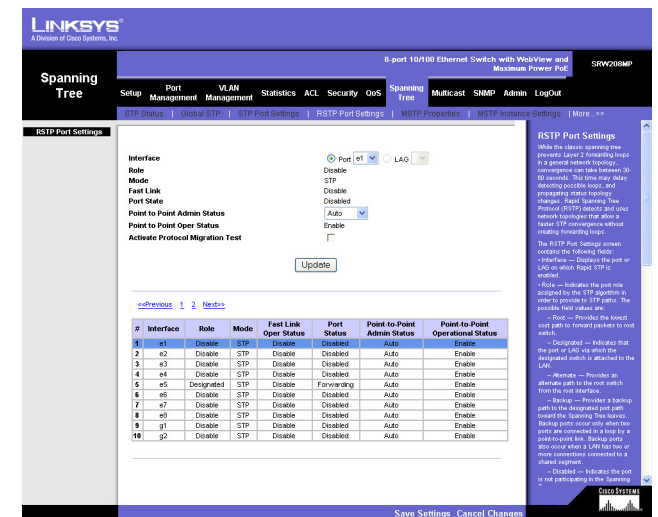 LINKSYS®
A Division of Cisco Systems, Inc.
8-port 10/100 Ethernet Switch with WebView and Maximum Power PoE
SRW208MP
Spanning Tree
Setup Port Management VLAN Management Statistics ACL Security QoS Spanning Tree Multicast SNMP Admin LogOut
STP Status | Global STP | STP Port Settings | RSTP Port Settings | MSTP Properties | MSTP Instance Settings | More...>>
RSTP Port Settings
Interface Port e1 LAG
Role Disable
Mode STP
Fast Link Disable
Port State Disabled
Point to Point Admin Status Auto
Point to Point Oper Status Enable
Activate Protocol Migration Test
Update
<<Previous 1 2 Next>>
# Interface Role Mode Fast Link Oper Status Port Status Point-to-Point Admin Status Point-to-Point Operational Status
1 e1 Disable STP Disable Disabled Auto Enable
2 e2 Disable STP Disable Disabled Auto Enable
3 e3 Disable STP Disable Disabled Auto Enable
4 e4 Disable STP Disable Disabled Auto Enable
5 e5 Designated STP Disable Forwarding Auto Enable
6 e6 Disable STP Disable Disabled Auto Enable
7 e7 Disable STP Disable Disabled Auto Enable
8 e8 Disable STP Disable Disabled Auto Enable
9 g1 Disable STP Disable Disabled Auto Enable
10 g2 Disable STP Disable Disabled Auto Enable
RSTP Port Settings
While the classic spanning tree
prevents Layer 2 forwarding loops
in a general network topology,
convergence can take between 30-
60 seconds. This time may delay
detecting possible loops, and
propagating status topology
changes. Rapid Spanning Tree
Protocol (RSTP) detects and uses
network topologies that allow a
faster STP convergence without
creating forwarding loops.
The RSTP Port Settings screen
contains the following fields:
• Interface — Displays the port or
LAG on which Rapid STP is
enabled.
• Role — Indicates the port role
assigned by the STP algorithm in
order to provide to STP paths. The
possible field values are:
– Root — Provides the lowest
cost path to forward packets to root
switch.
– Designated — Indicates that
the port or LAG via which the
designated switch is attached to the
LAN.
– Alternate — Provides an
alternate path to the root switch
from the root interface.
– Backup — Provides a backup
path to the designated port path
toward the Spanning Tree leaves.
Backup ports occur only when two
ports are connected in a loop by a
point-to-point link. Backup ports
also occur when a LAN has two or
more connections connected to a
shared segment.
– Disabled — Indicates the port
is not participating in the Spanning
Save Settings Cancel Changes
CISCO SYSTEMS